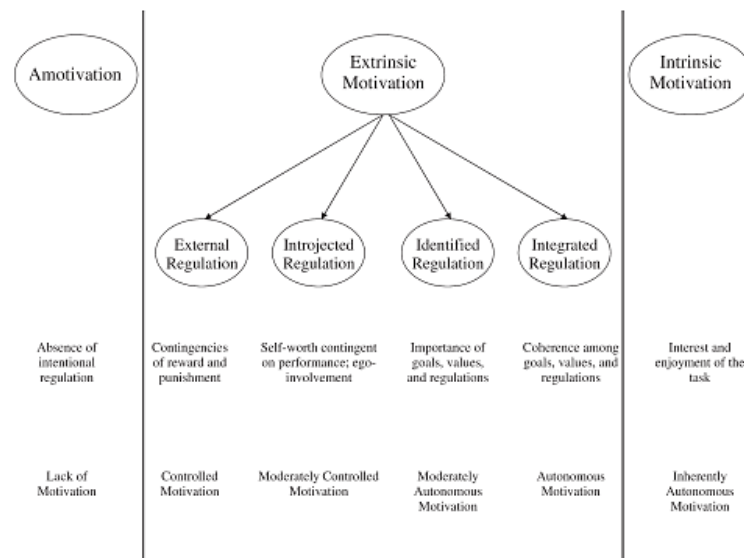 Amotivation
Extrinsic
Motivation
Intrinsic
Motivation
External
Regulation
Introjected
Regulation
Identified
Regulation
Integrated
Regulation
Absence of
intentional
regulation
Contingencies
of reward and
punishment
Self-worth contingent
on performance; ego-
involvement
Importance of
goals, values,
and regulations
Coherence among
goals, values, and
regulations
Interest and
enjoyment of the
task
Lack of
Motivation
Controlled
Motivation
Moderately Controlled
Motivation
Moderately
Autonomous
Motivation
Autonomous
Motivation
Inherently
Autonomous
Motivation